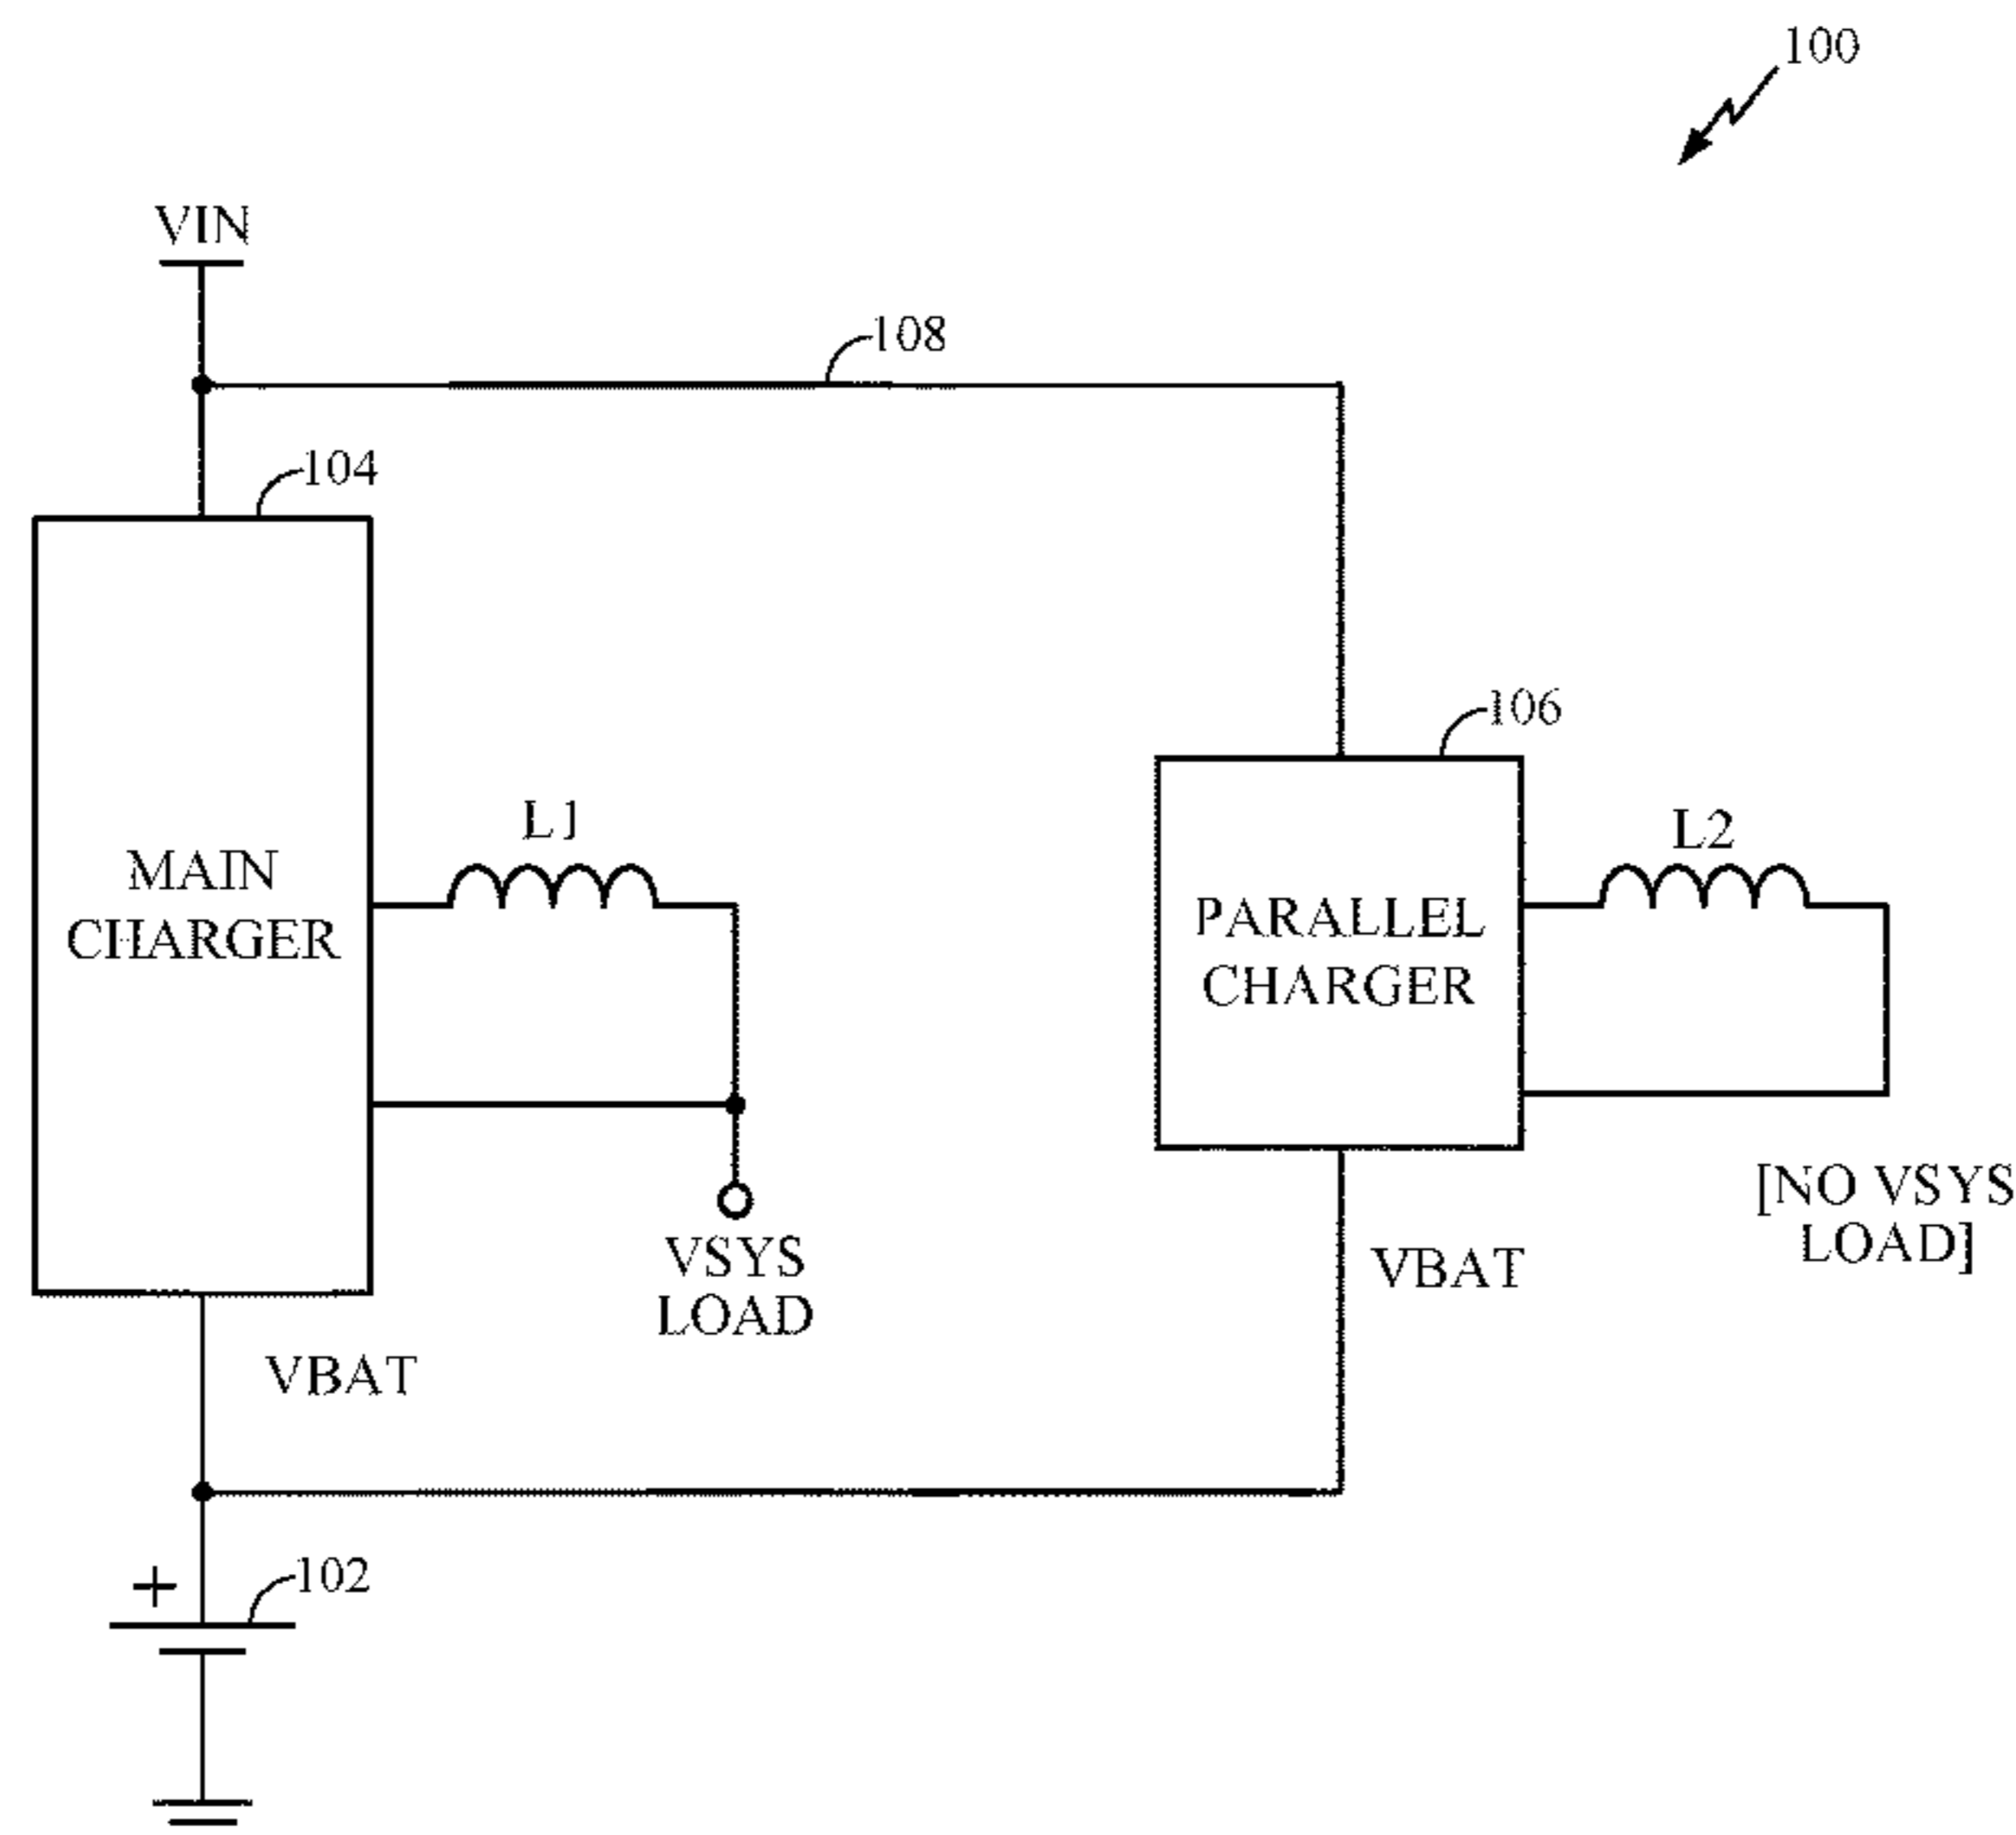 100
VIN
108
104
106
L1
L2
MAIN
CHARGER
PARALLEL
CHARGER
[NO VSYS
LOAD]
VSYS
LOAD
VBAT
VBAT
+
102